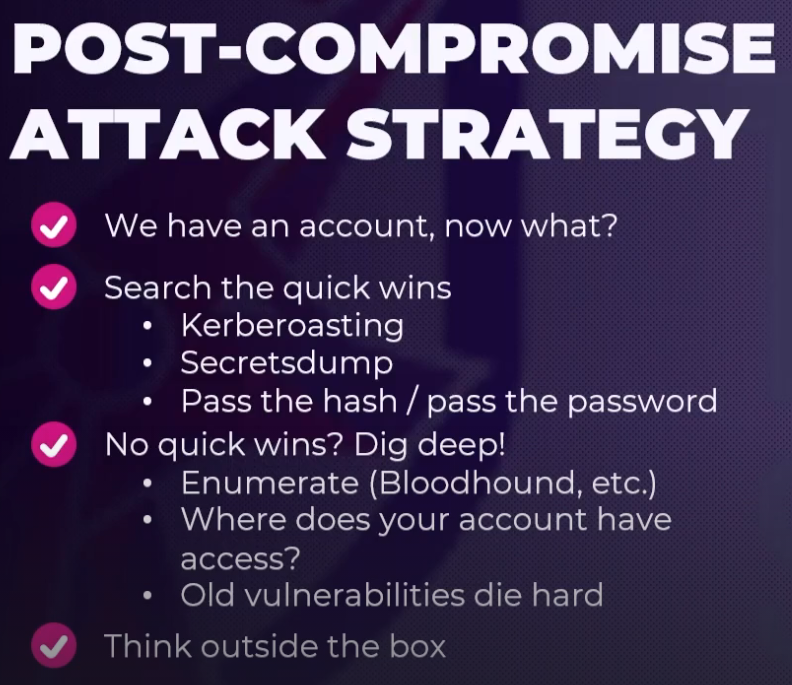 POST-COMPROMISE
ATTACK STRATEGY
We have an account, now what?
Search the quick wins
• Kerberoasting
• Secretsdump
• Pass the hash / pass the password
No quick wins? Dig deep!
• Enumerate (Bloodhound, etc.)
• Where does your account have
access?
• Old vulnerabilities die hard
Think outside the box